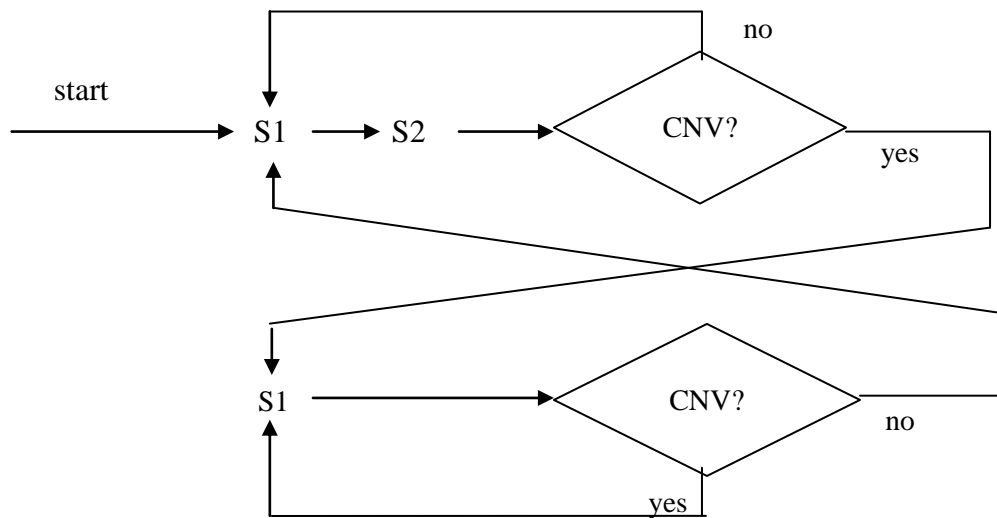 no
start
S1 S2 CNV?
yes
S1 CNV?
no
yes